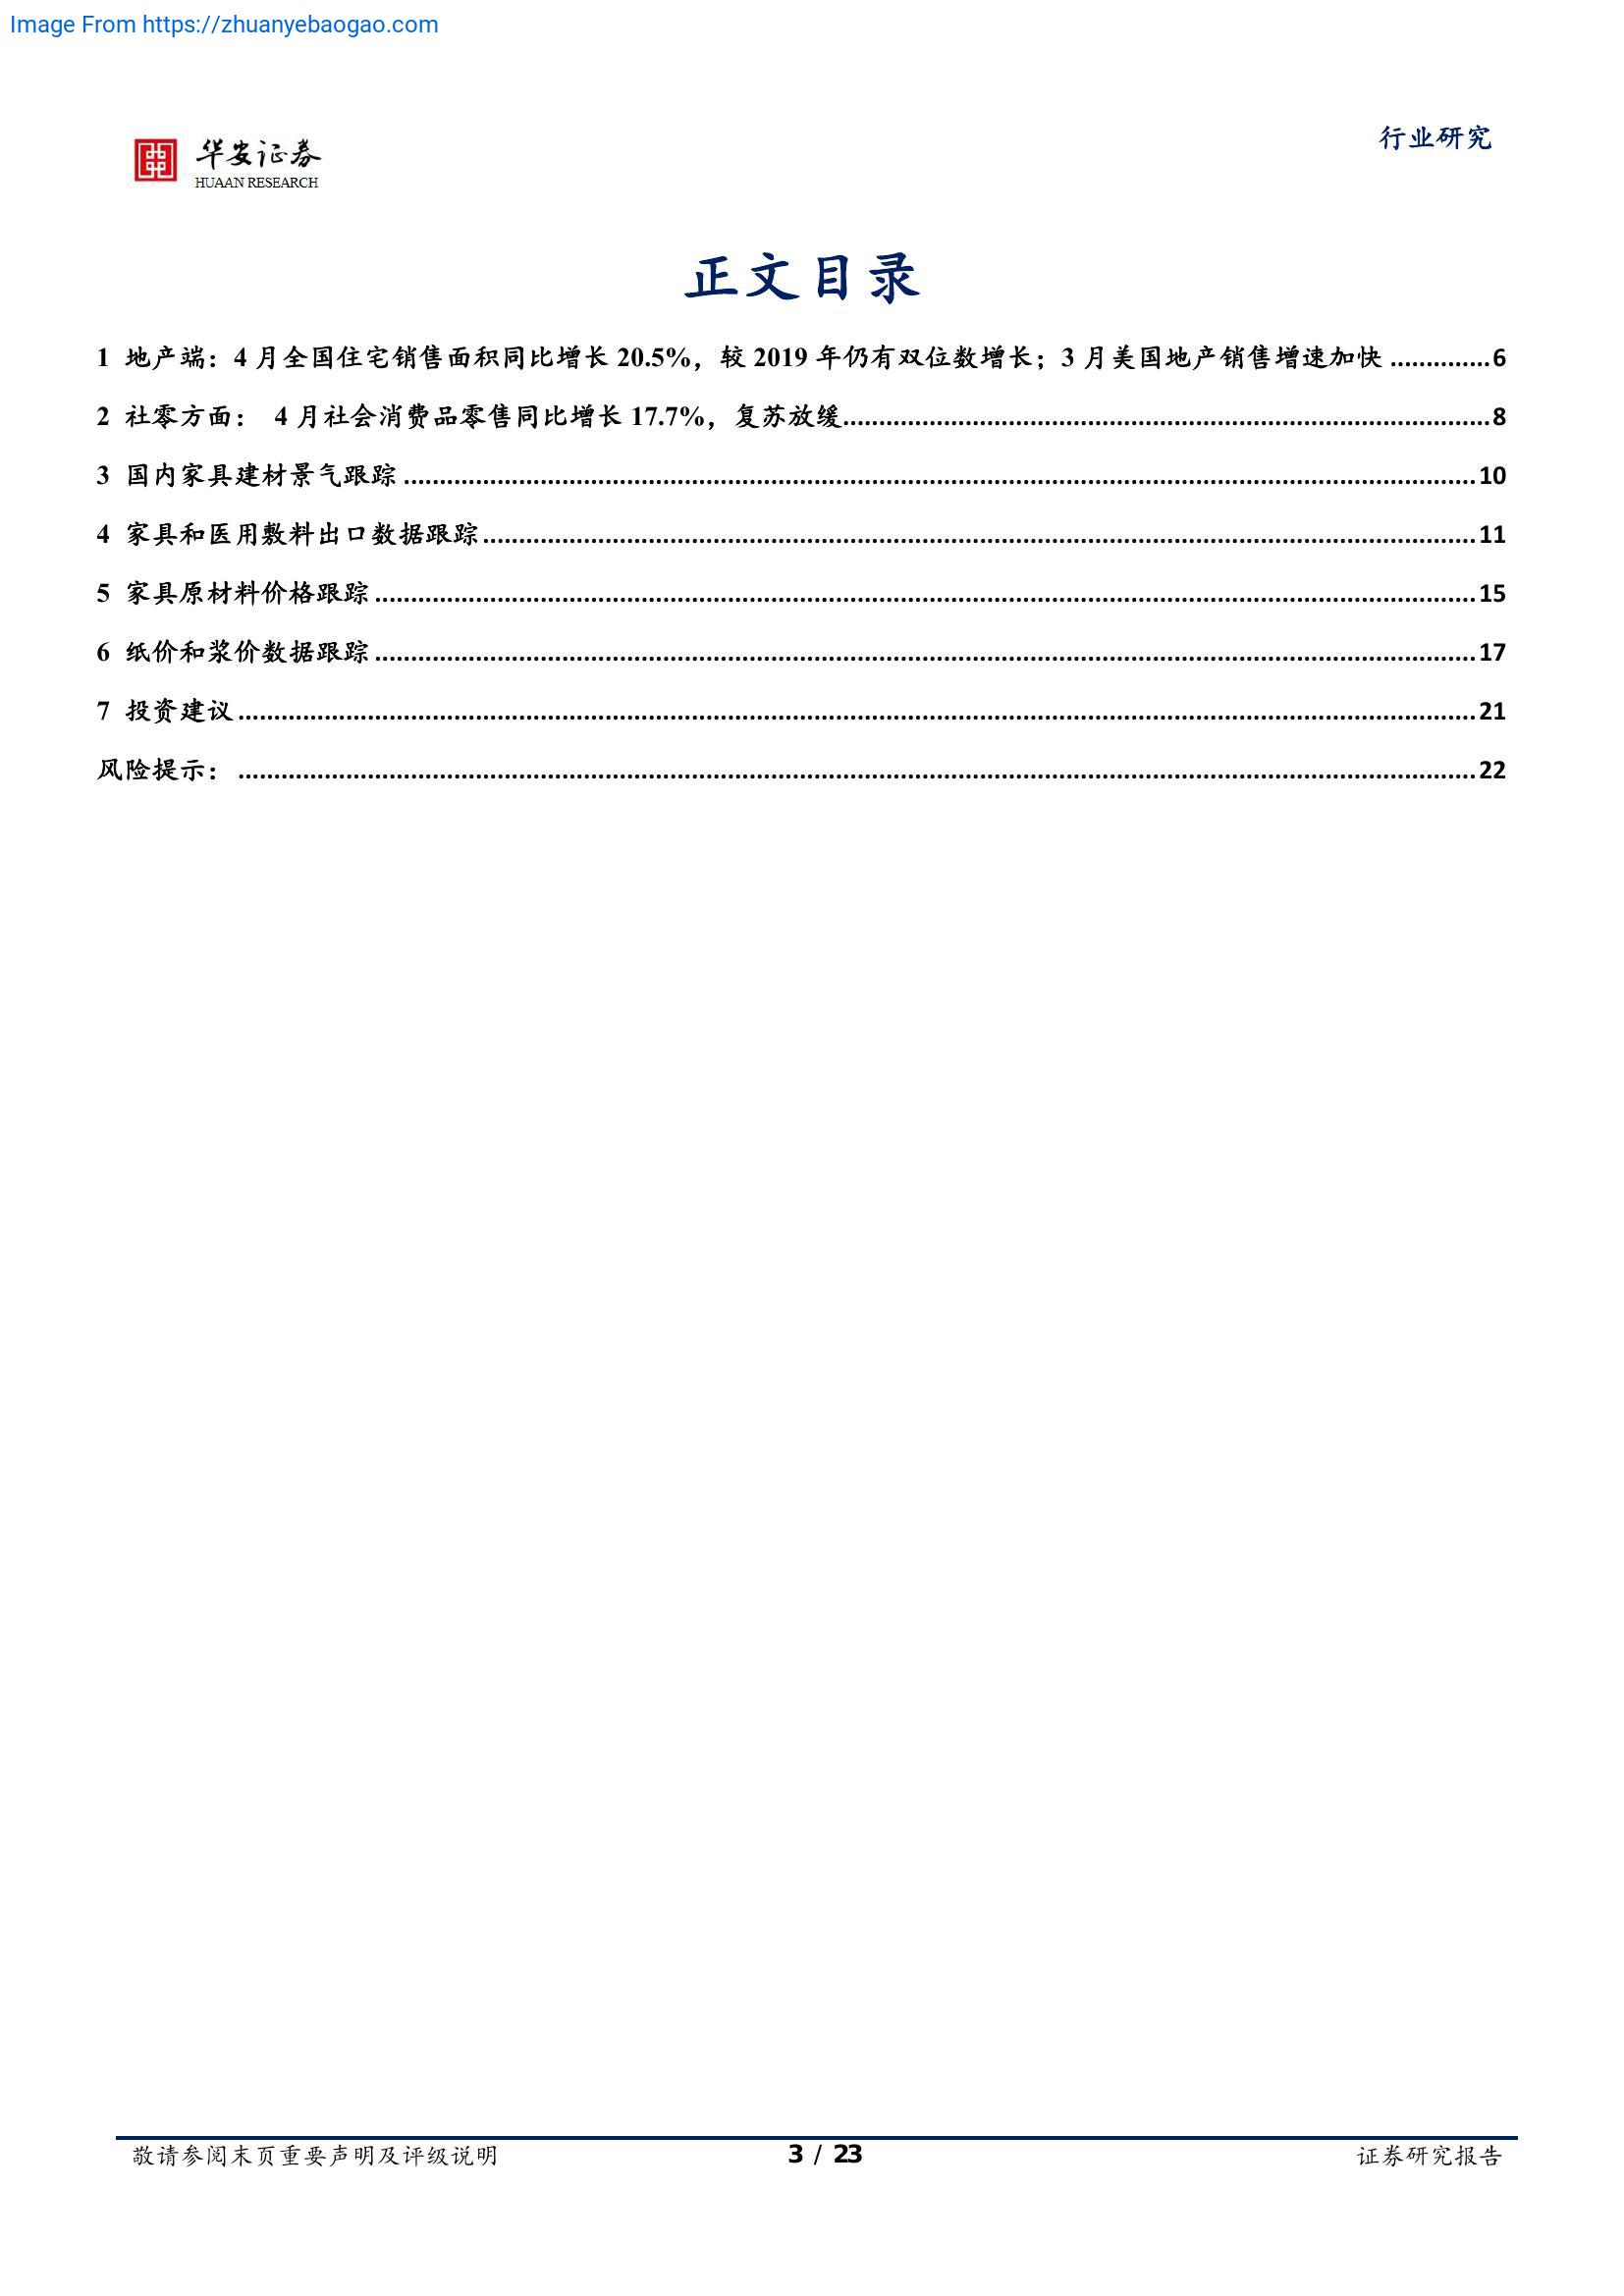 Image From https://zhuanyebaogao.com
行业研究
华安证券
HUAAN RESEARCH
正文目录
1 地产端：4 月全国住宅销售面积同比增长 20.5%，较 2019 年仍有双位数增长；3 月美国地产销售增速加快 .............. 6
2 社零方面： 4 月社会消费品零售同比增长 17.7%，复苏放缓.......................................................................................... 8
3 国内家具建材景气跟踪 .................................................................................................................................................... 10
4 家具和医用敷料出口数据跟踪 ......................................................................................................................................... 11
5 家具原材料价格跟踪 ........................................................................................................................................................ 15
6 纸价和浆价数据跟踪 ........................................................................................................................................................ 17
7 投资建议 ........................................................................................................................................................................... 21
风险提示： ........................................................................................................................................................................... 22
敬请参阅末页重要声明及评级说明
3 / 23
证券研究报告